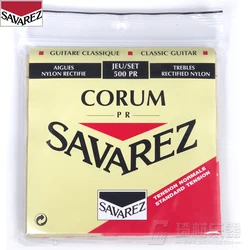 SAVAREZ
GUITARE CLASSIQUE
CLASSIC GUITAR
AIGUES
NYLON RECTIFIE
JEU/SET
500 PR
TREBLES
RECTIFIED NYLON
CORUM
PR
SAVAREZ
TENSION NORMALE
STANDARD TENSION
SAVAREZ